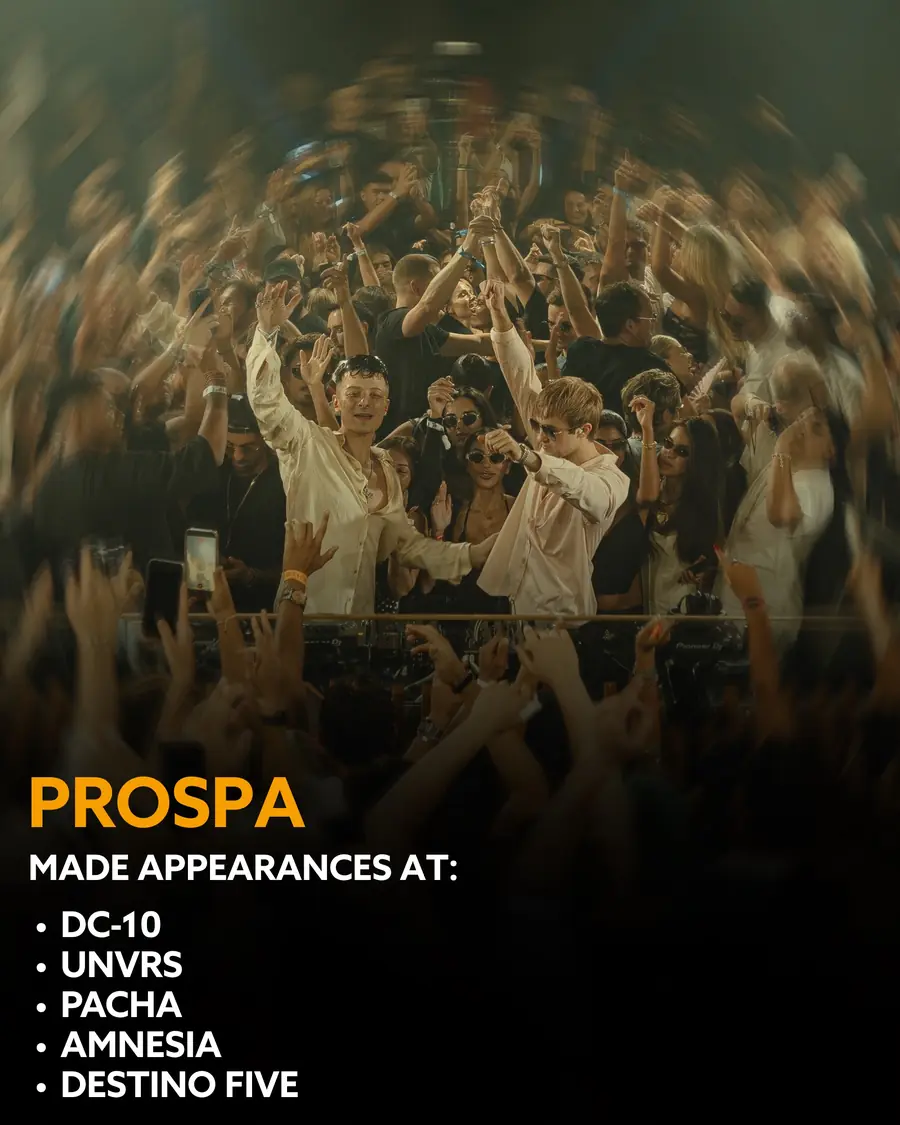 PROSPA
MADE APPEARANCES AT:
• DC-10
• UNVRS
• PACHA
• AMNESIA
• DESTINO FIVE